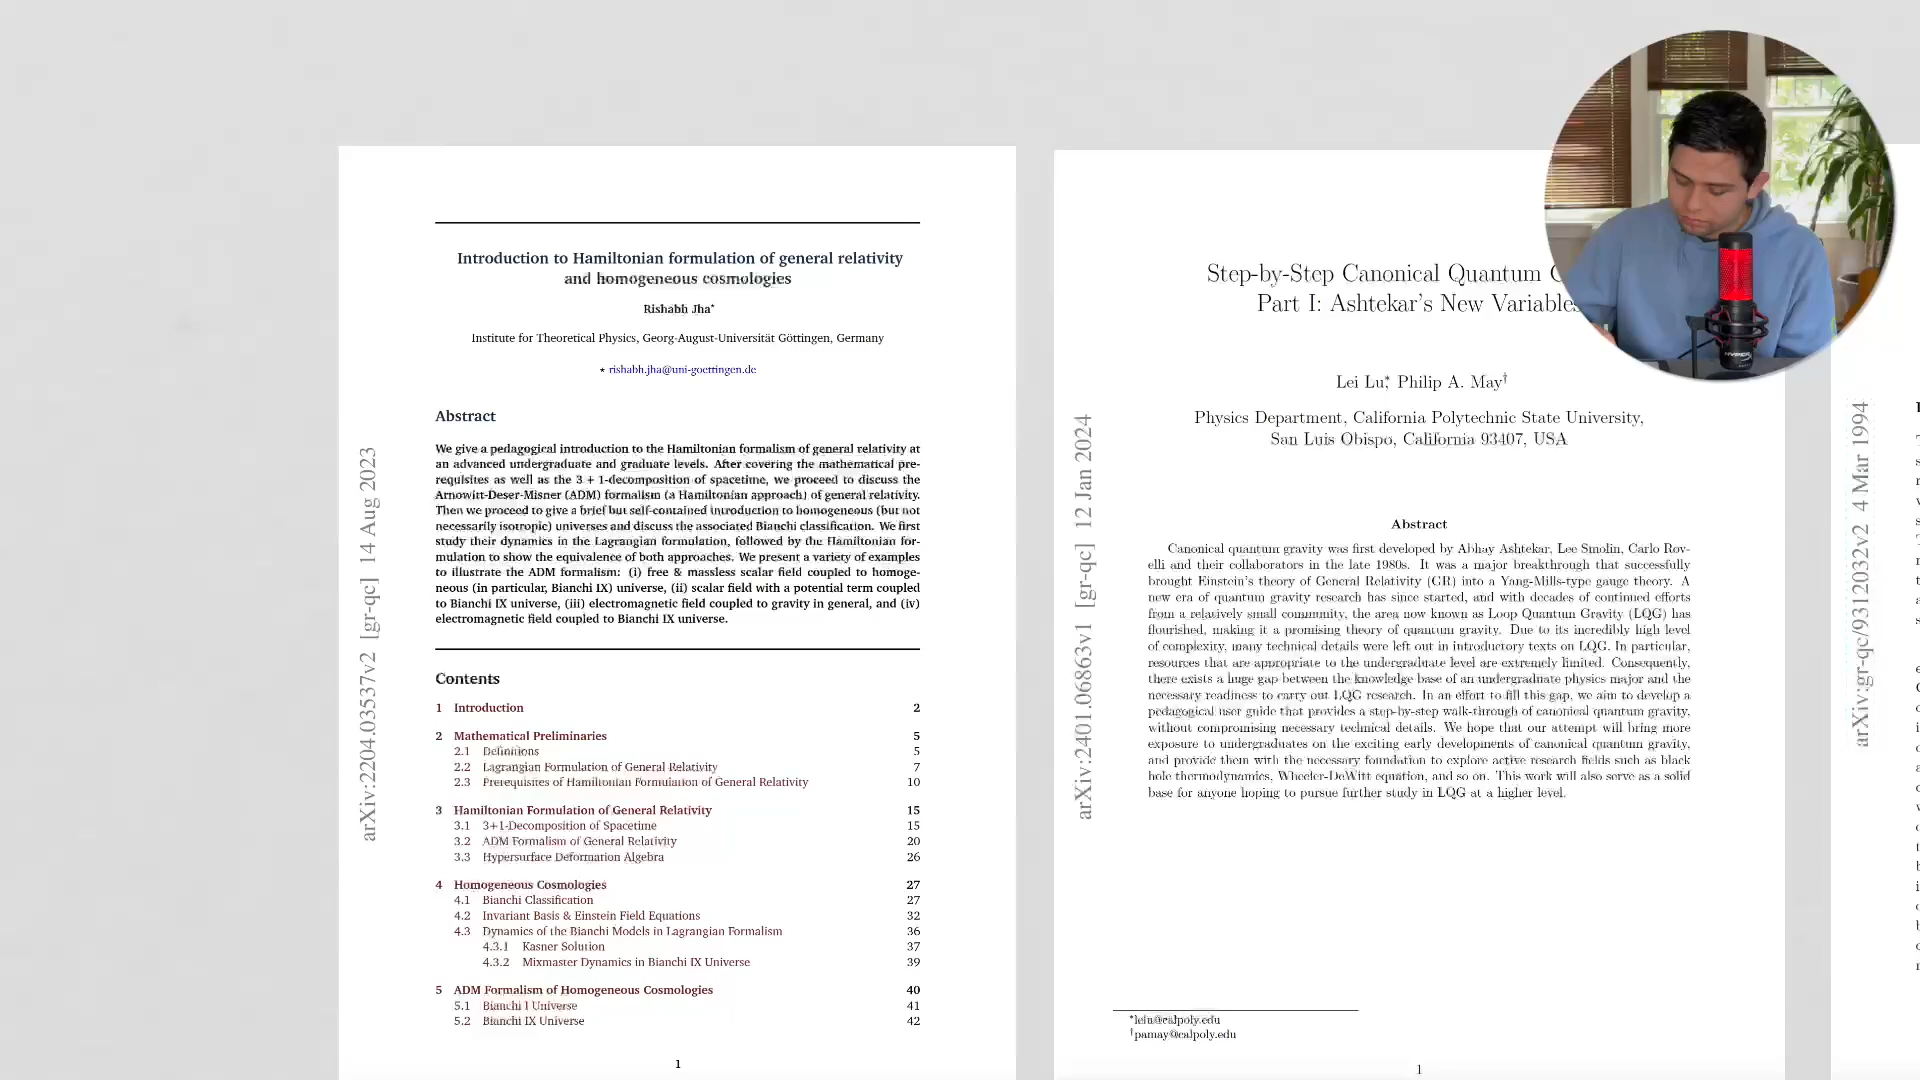 Introduction to Hamiltonian formulation of general relativity
and homogeneous cosmologies
Rishabh Jha⋆
Institute for Theoretical Physics, Georg-August-Universität Göttingen, Germany
⋆ rishabh.jha@uni-goettingen.de
Abstract
We give a pedagogical introduction to the Hamiltonian formalism of general relativity at
an advanced undergraduate and graduate levels. After covering the mathematical pre-
requisites as well as the 3 + 1-decomposition of spacetime, we proceed to discuss the
Arnowitt-Deser-Misner (ADM) formalism (a Hamiltonian approach) of general relativity.
Then we proceed to give a brief but self-contained introduction to homogeneous (but not
necessarily isotropic) universes and discuss the associated Bianchi classification. We first
study their dynamics in the Lagrangian formulation, followed by the Hamiltonian for-
mulation to show the equivalence of both approaches. We present a variety of examples
to illustrate the ADM formalism: (i) free & massless scalar field coupled to homoge-
neous (in particular, Bianchi IX) universe, (ii) scalar field with a potential term coupled
to Bianchi IX universe, (iii) electromagnetic field coupled to gravity in general, and (iv)
electromagnetic field coupled to Bianchi IX universe.
Contents
1 Introduction 2
2 Mathematical Preliminaries 5
2.1 Definitions 5
2.2 Lagrangian Formulation of General Relativity 7
2.3 Prerequisites of Hamiltonian Formulation of General Relativity 10
3 Hamiltonian Formulation of General Relativity 15
3.1 3+1-Decomposition of Spacetime 15
3.2 ADM Formalism of General Relativity 20
3.3 Hypersurface Deformation Algebra 26
4 Homogeneous Cosmologies 27
4.1 Bianchi Classification 27
4.2 Invariant Basis & Einstein Field Equations 32
4.3 Dynamics of the Bianchi Models in Lagrangian Formalism 36
4.3.1 Kasner Solution 37
4.3.2 Mixmaster Dynamics in Bianchi IX Universe 39
5 ADM Formalism of Homogeneous Cosmologies 40
5.1 Bianchi I Universe 41
5.2 Bianchi IX Universe 42
1
arXiv:2204.03537v2 [gr-qc] 14 Aug 2023
Step-by-Step Canonical Quantum
Part I: Ashtekar's New Variables
Lei Lu*, Philip A. May†
Physics Department, California Polytechnic State University,
San Luis Obispo, California 93407, USA
Abstract
Canonical quantum gravity was first developed by Abhay Ashtekar, Lee Smolin, Carlo Rov-
elli and their collaborators in the late 1980s. It was a major breakthrough that successfully
brought Einstein's theory of General Relativity (GR) into a Yang-Mills-type gauge theory. A
new era of quantum gravity research has since started, and with decades of continued efforts
from a relatively small community, the area now known as Loop Quantum Gravity (LQG) has
flourished, making it a promising theory of quantum gravity. Due to its incredibly high level
of complexity, many technical details were left out in introductory texts on LQG. In particular,
resources that are appropriate to the undergraduate level are extremely limited. Consequently,
there exists a huge gap between the knowledge base of an undergraduate physics major and the
necessary readiness to carry out LQG research. In an effort to fill this gap, we aim to develop a
pedagogical user guide that provides a step-by-step walk-through of canonical quantum gravity,
without compromising necessary technical details. We hope that our attempt will bring more
exposure to undergraduates on the exciting early developments of canonical quantum gravity,
and provide them with the necessary foundation to explore active research fields such as black
hole thermodynamics, Wheeler-DeWitt equation, and so on. This work will also serve as a solid
base for anyone hoping to pursue further study in LQG at a higher level.
*leilu@calpoly.edu
†pamay@calpoly.edu
1
arXiv:2401.06863v1 [gr-qc] 12 Jan 2024
arXiv:gr-qc/9312032v2 4 Mar 1994
HYPERX